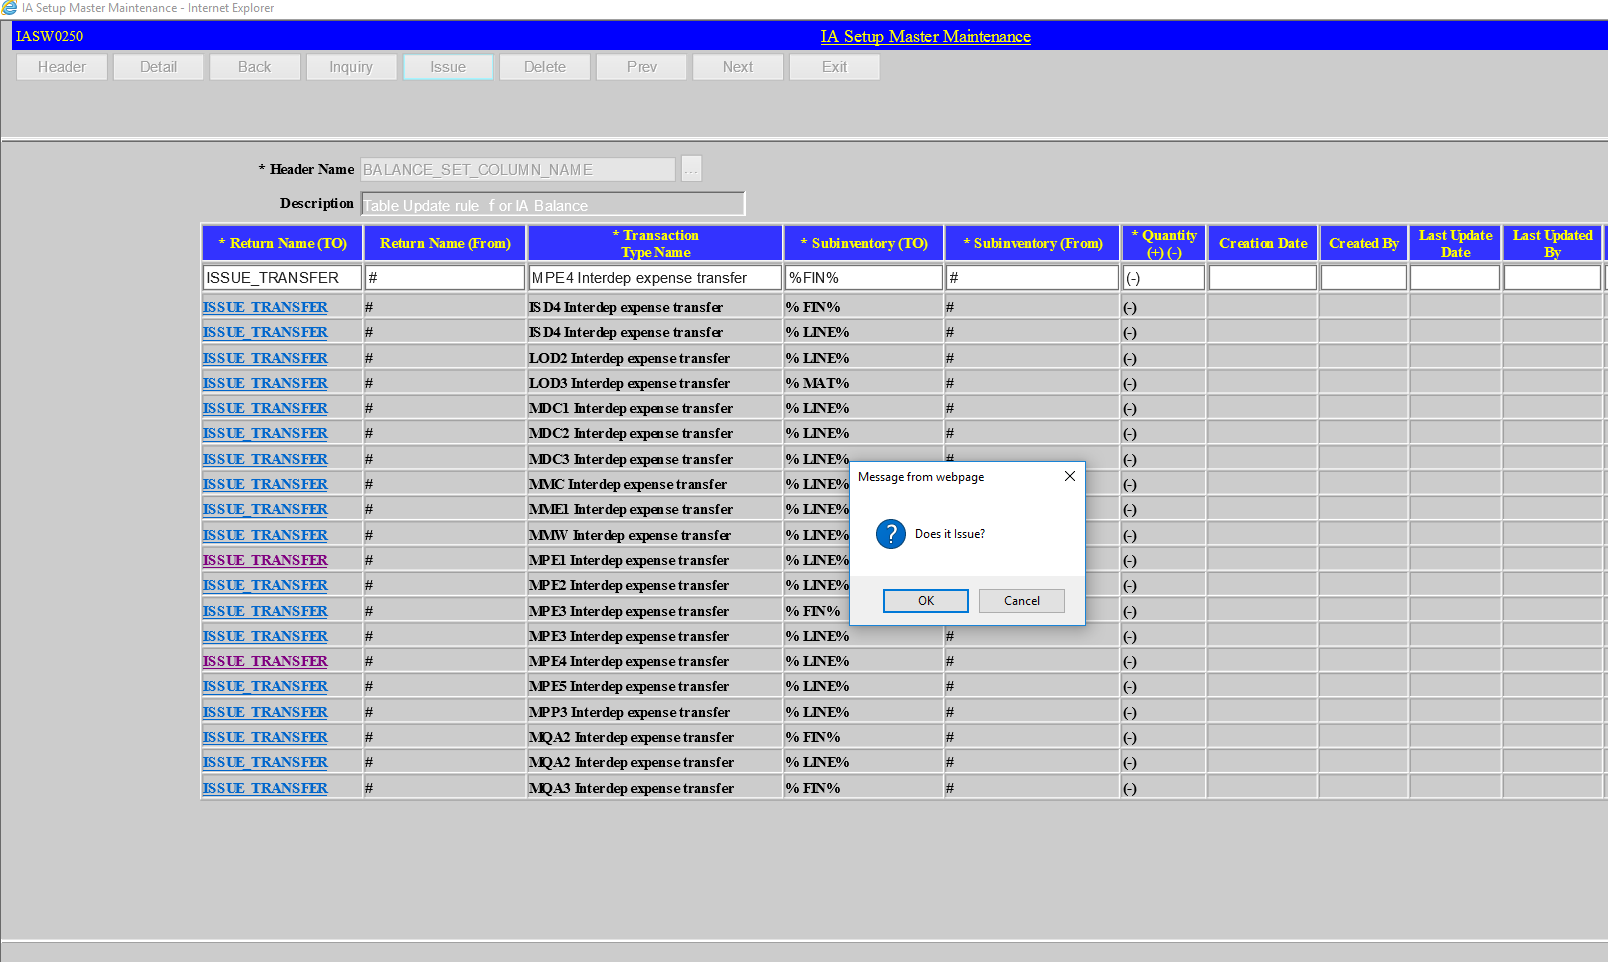 IA Setup Master Maintenance - Internet Explorer
IASW0250 IA Setup Master Maintenance
Header Detail Back Inquiry Issue Delete Prev Next Exit
* Header Name BALANCE_SET_COLUMN_NAME ...
Description Table Update rule f or IA Balance
* Return Name (TO) Return Name (From) * Transaction Type Name * Subinventory (TO) * Subinventory (From) * Quantity (+) (-) Creation Date Created By Last Update Date Last Updated By
ISSUE_TRANSFER # MPE4 Interdep expense transfer %FIN% # (-)
ISSUE_TRANSFER # ISD4 Interdep expense transfer % FIN% # (-)
ISSUE_TRANSFER # ISD4 Interdep expense transfer % LINE% # (-)
ISSUE_TRANSFER # LOD2 Interdep expense transfer % LINE% # (-)
ISSUE_TRANSFER # LOD3 Interdep expense transfer % MAT% # (-)
ISSUE_TRANSFER # MDC1 Interdep expense transfer % LINE% # (-)
ISSUE_TRANSFER # MDC2 Interdep expense transfer % LINE% # (-)
ISSUE_TRANSFER # MDC3 Interdep expense transfer % LINE% # (-)
ISSUE_TRANSFER # MMC Interdep expense transfer % LINE% (-)
ISSUE_TRANSFER # MME1 Interdep expense transfer % LINE% (-)
ISSUE_TRANSFER # MMW Interdep expense transfer % LINE% (-)
ISSUE_TRANSFER # MPE1 Interdep expense transfer % LINE% (-)
ISSUE_TRANSFER # MPE2 Interdep expense transfer % LINE% (-)
ISSUE_TRANSFER # MPE3 Interdep expense transfer % FIN% (-)
ISSUE_TRANSFER # MPE3 Interdep expense transfer % LINE% # (-)
ISSUE_TRANSFER # MPE4 Interdep expense transfer % LINE% # (-)
ISSUE_TRANSFER # MPE5 Interdep expense transfer % LINE% # (-)
ISSUE_TRANSFER # MPP3 Interdep expense transfer % LINE% # (-)
ISSUE_TRANSFER # MQA2 Interdep expense transfer % FIN% # (-)
ISSUE_TRANSFER # MQA2 Interdep expense transfer % LINE% # (-)
ISSUE_TRANSFER # MQA3 Interdep expense transfer % FIN% # (-)
Message from webpage
Does it Issue?
OK Cancel